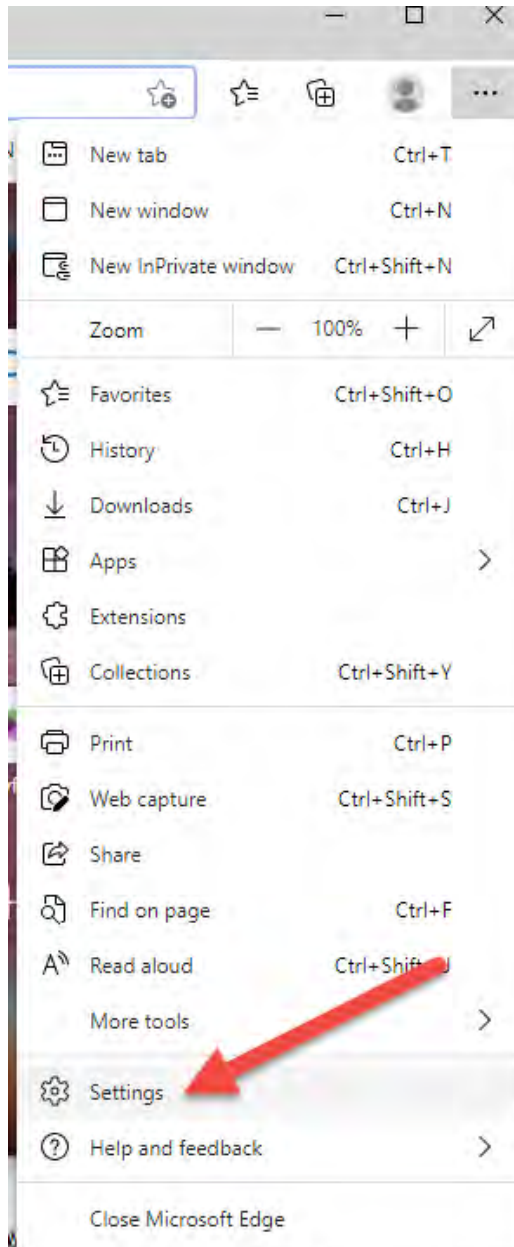 New tab Ctrl+T
New window Ctrl+N
New InPrivate window Ctrl+Shift+N
Zoom — 100% +
Favorites Ctrl+Shift+O
History Ctrl+H
Downloads Ctrl+J
Apps
Extensions
Collections Ctrl+Shift+Y
Print Ctrl+P
Web capture Ctrl+Shift+S
Share
Find on page Ctrl+F
Read aloud
More tools
Settings
Help and feedback
Close Microsoft Edge